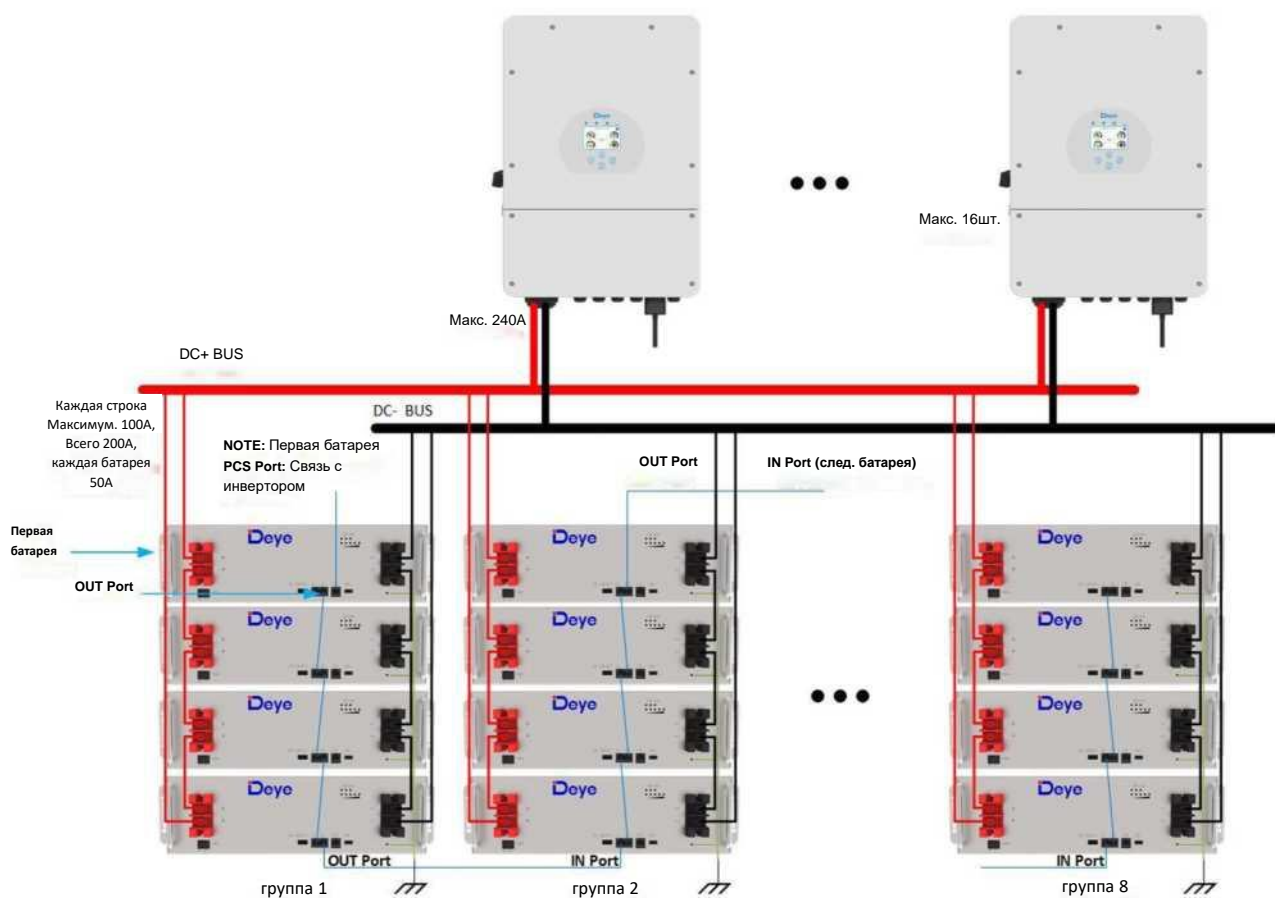 Deye
Deye
Макс. 16шт.
Макс. 240А
DC+ BUS
Каждая строка
Максимум. 100А,
Всего 200А,
каждая батарея
50А
DC- BUS
NOTE: Первая батарея
PCS Port: Связь с
инвертором
OUT Port
IN Port (след. батарея)
Первая
батарея
OUT Port
Deye
Deye
Deye
Deye
Deye
Deye
Deye
Deye
Deye
Deye
Deye
Deye
OUT Port
IN Port
IN Port
группа 1
группа 2
группа 8